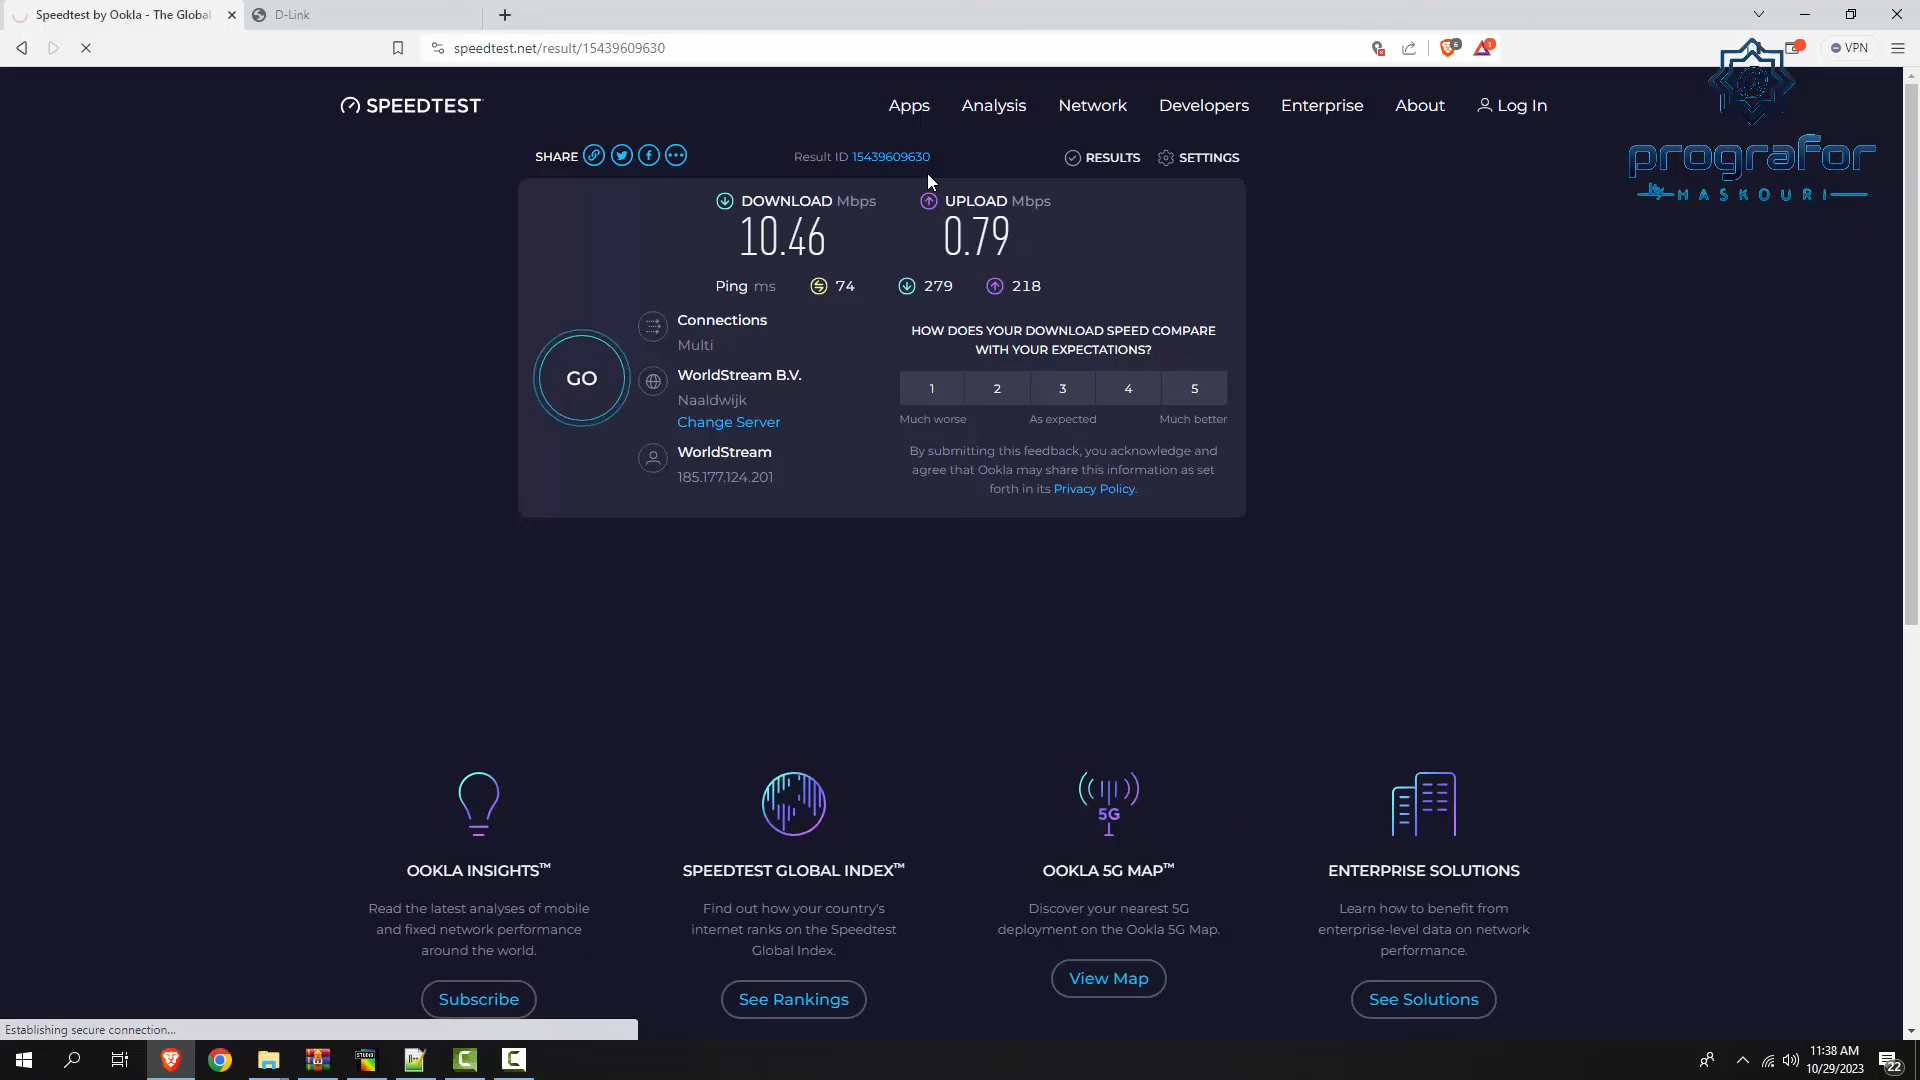 Speedtest by Ookla - The Global
D-Link
speedtest.net/result/15439609630
6
1
VPN
SPEEDTEST
Apps
Analysis
Network
Developers
Enterprise
About
Log In
SHARE
Result ID 15439609630
RESULTS
SETTINGS
prografor
HASKOURI
DOWNLOAD Mbps
10.46
UPLOAD Mbps
0.79
Ping ms
74
279
218
GO
Connections
Multi
WorldStream B.V.
Naaldwijk
Change Server
WorldStream
185.177.124.201
HOW DOES YOUR DOWNLOAD SPEED COMPARE
WITH YOUR EXPECTATIONS?
1
2
3
4
5
Much worse
As expected
Much better
By submitting this feedback, you acknowledge and
agree that Ookla may share this information as set
forth in its Privacy Policy.
OOKLA INSIGHTS™
Read the latest analyses of mobile
and fixed network performance
around the world.
Subscribe
SPEEDTEST GLOBAL INDEX™
Find out how your country's
internet ranks on the Speedtest
Global Index.
See Rankings
5G
OOKLA 5G MAP™
Discover your nearest 5G
deployment on the Ookla 5G Map.
View Map
ENTERPRISE SOLUTIONS
Learn how to benefit from
enterprise-level data on network
performance.
See Solutions
Establishing secure connection...
STUDIO
11:38 AM
10/29/2023
22